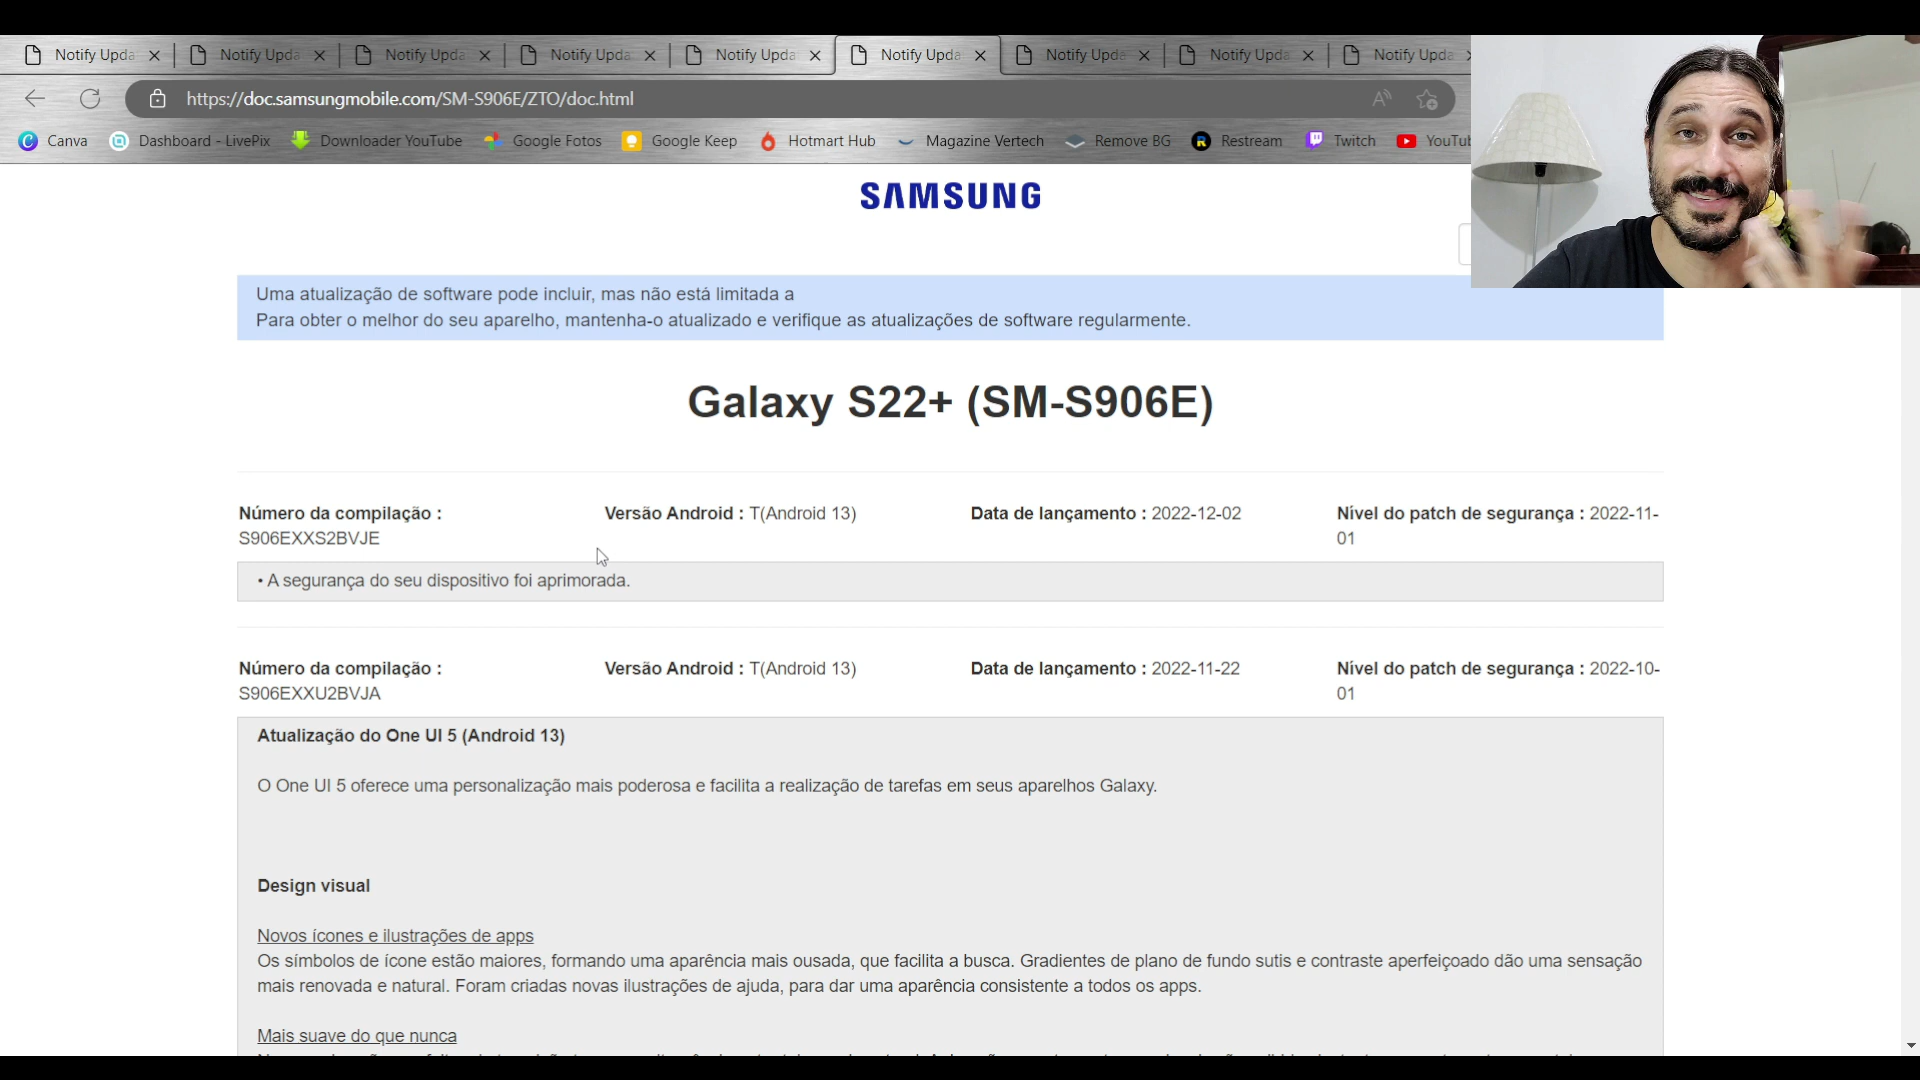 Notify Upda Notify Upda Notify Upda Notify Upda Notify Upda Notify Upda Notify Upda Notify Upda Notify Upda
https://doc.samsungmobile.com/SM-S906E/ZTO/doc.html
Canva Dashboard - LivePix Downloader YouTube Google Fotos Google Keep Hotmart Hub Magazine Vertech Remove BG Restream Twitch YouTub
SAMSUNG
Uma atualização de software pode incluir, mas não está limitada a
Para obter o melhor do seu aparelho, mantenha-o atualizado e verifique as atualizações de software regularmente.
Galaxy S22+ (SM-S906E)
Número da compilação : Versão Android : T(Android 13) Data de lançamento : 2022-12-02 Nível do patch de segurança : 2022-11-
S906EXXS2BVJE 01
• A segurança do seu dispositivo foi aprimorada.
Número da compilação : Versão Android : T(Android 13) Data de lançamento : 2022-11-22 Nível do patch de segurança : 2022-10-
S906EXXU2BVJA 01
Atualização do One UI 5 (Android 13)
O One UI 5 oferece uma personalização mais poderosa e facilita a realização de tarefas em seus aparelhos Galaxy.
Design visual
Novos ícones e ilustrações de apps
Os símbolos de ícone estão maiores, formando uma aparência mais ousada, que facilita a busca. Gradientes de plano de fundo sutis e contraste aperfeiçoado dão uma sensação
mais renovada e natural. Foram criadas novas ilustrações de ajuda, para dar uma aparência consistente a todos os apps.
Mais suave do que nunca